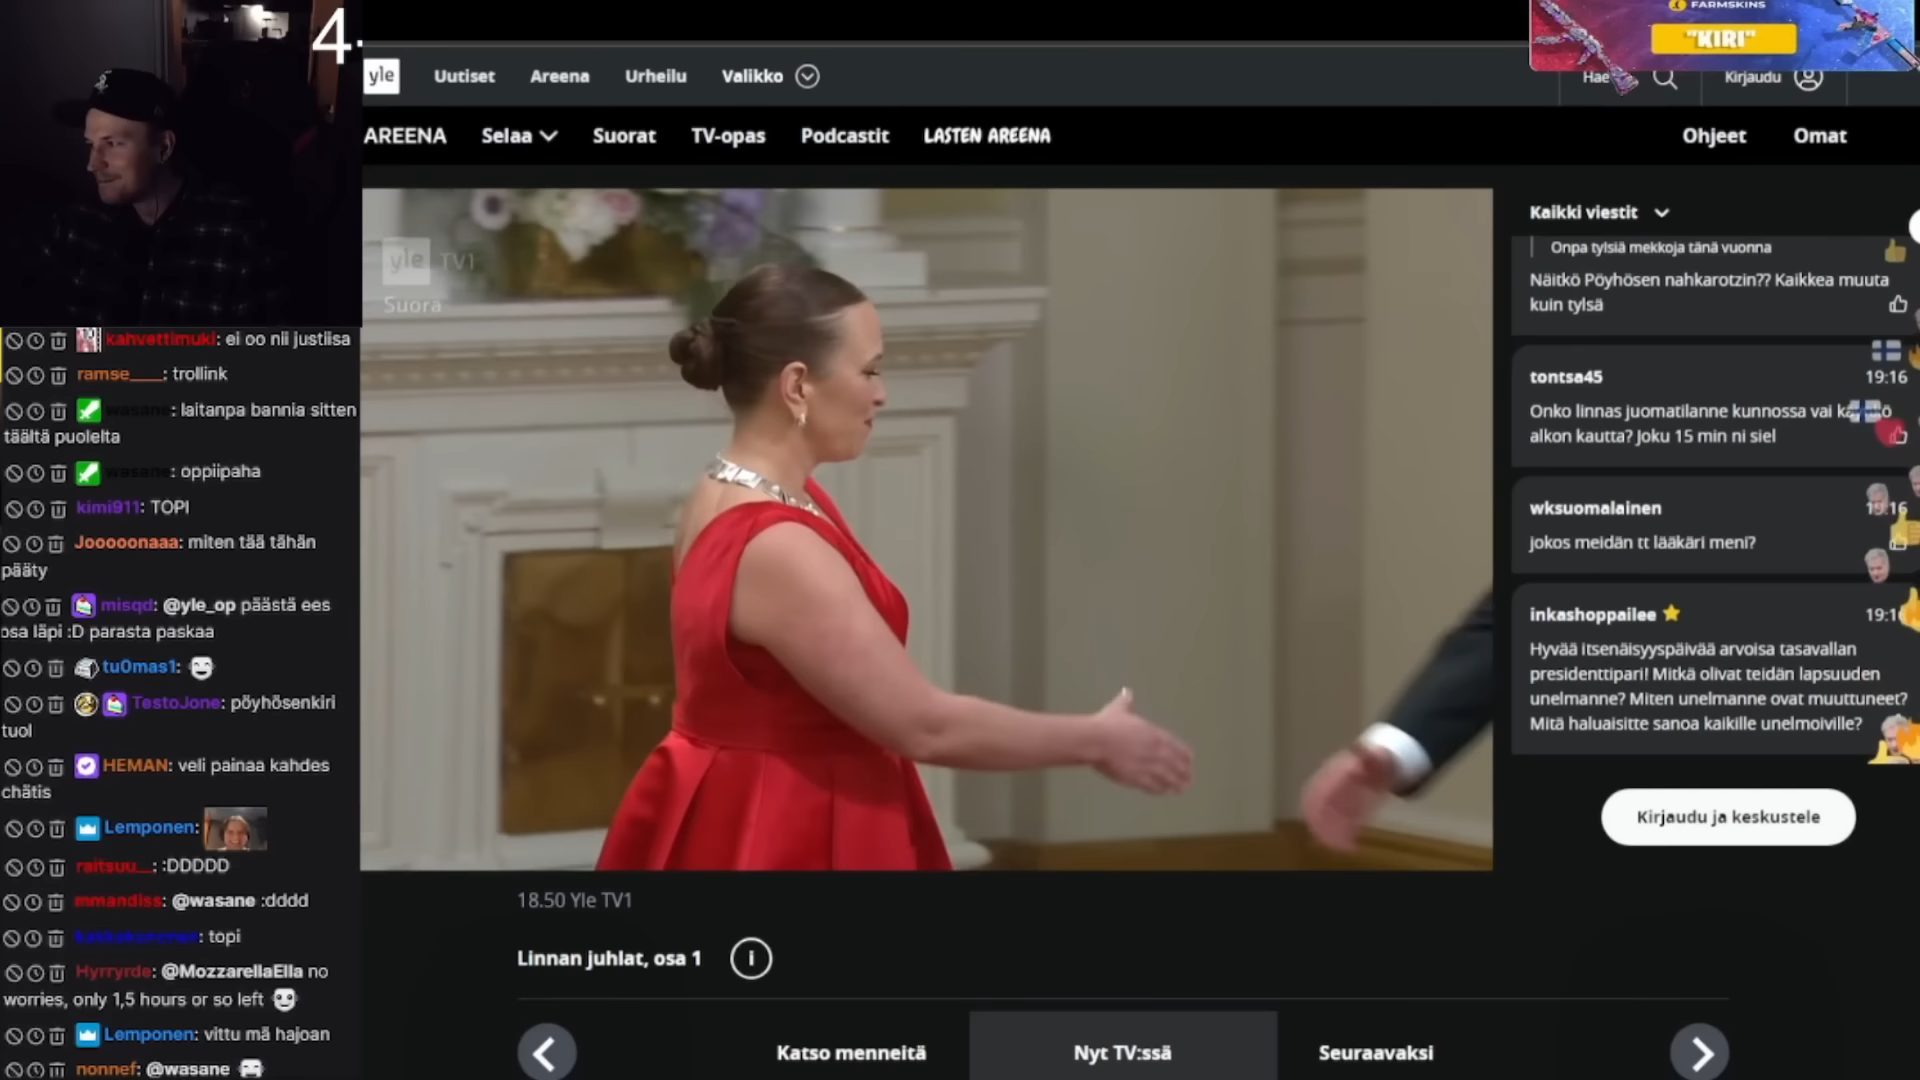 4.
FARMSKINS
"KIRI"
yle
Uutiset
Areena
Urheilu
Valikko
Hae
Kirjaudu
AREENA
Selaa
Suorat
TV-opas
Podcastit
LASTEN AREENA
Ohjeet
Omat
yle TV1
Suora
Kaikki viestit
Onpa tylsiä mekkoja tänä vuonna
Näitkö Pöyhösen nahkarotzin?? Kaikkea muuta
kuin tylsä
tontsa45
19:16
Onko linnas juomatilanne kunnossa vai
alkon kautta? Joku 15 min ni siel
wksuomalainen
19:16
jokos meidän tt lääkäri meni?
inkashoppailee
Hyvää itsenäisyyspäivää arvoisa tasavallan
presidenttipari! Mitkä olivat teidän lapsuuden
unelmanne? Miten unelmanne ovat muuttuneet?
Mitä haluaisitte sanoa kaikille unelmoiville?
Kirjaudu ja keskustele
kahvettimuki: ei oo nii justiisa
ramse___: trollink
wasane: laitanpa bannia sitten
täältä puolelta
wasane: oppiipaha
kimi911: TOPI
Jooooonaaa: miten tää tähän
pääty
misqd: @yle_op päästä ees
osa läpi :D parasta paskaa
tu0mas1:
TestoJone: pöyhösenkiri
tuol
HEMAN: veli painaa kahdes
chätis
Lemponen:
raitsuu__: :DDDDD
mmandiss: @wasane :dddd
: topi
Hyrryrde: @MozzarellaElla no
worries, only 1,5 hours or so left
Lemponen: vittu mä hajoan
nonnef: @wasane
18.50 Yle TV1
Linnan juhlat, osa 1
Katso menneitä
Nyt TV:ssä
Seuraavaksi